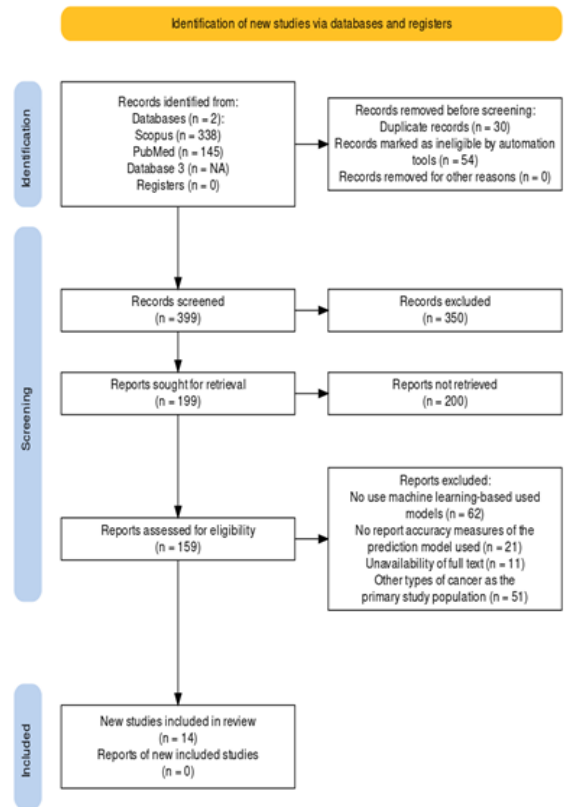 Identification of new studies via databases and registers
Identification
Records identified from:
Databases (n = 2):
Scopus (n = 338)
PubMed (n = 145)
Database 3 (n = NA)
Registers (n = 0)
Records removed before screening:
Duplicate records (n = 30)
Records marked as ineligible by automation
tools (n = 54)
Records removed for other reasons (n = 0)
Screening
Records screened
(n = 399)
Records excluded
(n = 350)
Reports sought for retrieval
(n = 199)
Reports not retrieved
(n = 200)
Reports assessed for eligibility
(n = 159)
Reports excluded:
No use machine learning-based used
models (n = 62)
No report accuracy measures of the
prediction model used (n = 21)
Unavailability of full text (n = 11)
Other types of cancer as the
primary study population (n = 51)
Included
New studies included in review
(n = 14)
Reports of new included studies
(n = 0)